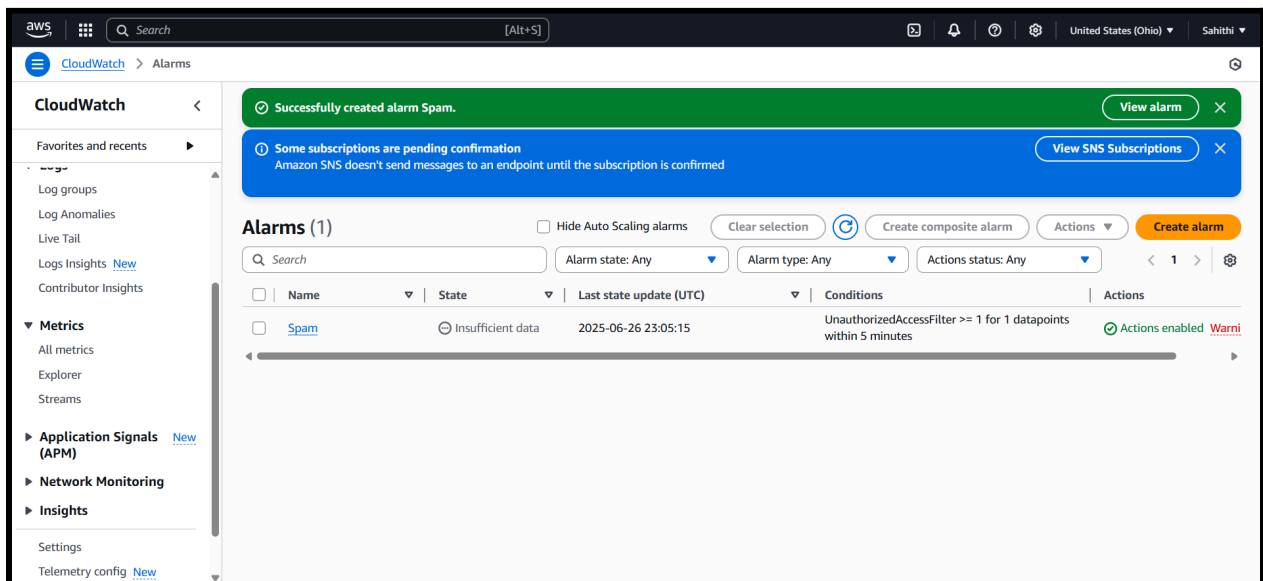 aws
Search [Alt+S]
United States (Ohio) Sahithi
CloudWatch > Alarms
CloudWatch
Favorites and recents
Logs
Log groups
Log Anomalies
Live Tail
Logs Insights New
Contributor Insights
Metrics
All metrics
Explorer
Streams
Application Signals New
(APM)
Network Monitoring
Insights
Settings
Telemetry config New
Successfully created alarm Spam.
View alarm
Some subscriptions are pending confirmation
Amazon SNS doesn't send messages to an endpoint until the subscription is confirmed
View SNS Subscriptions
Alarms (1)
Hide Auto Scaling alarms
Clear selection
Create composite alarm
Actions
Create alarm
Search
Alarm state: Any
Alarm type: Any
Actions status: Any
1
Name State Last state update (UTC) Conditions Actions
Spam Insufficient data 2025-06-26 23:05:15 UnauthorizedAccessFilter >= 1 for 1 datapoints
within 5 minutes
Actions enabled Warni